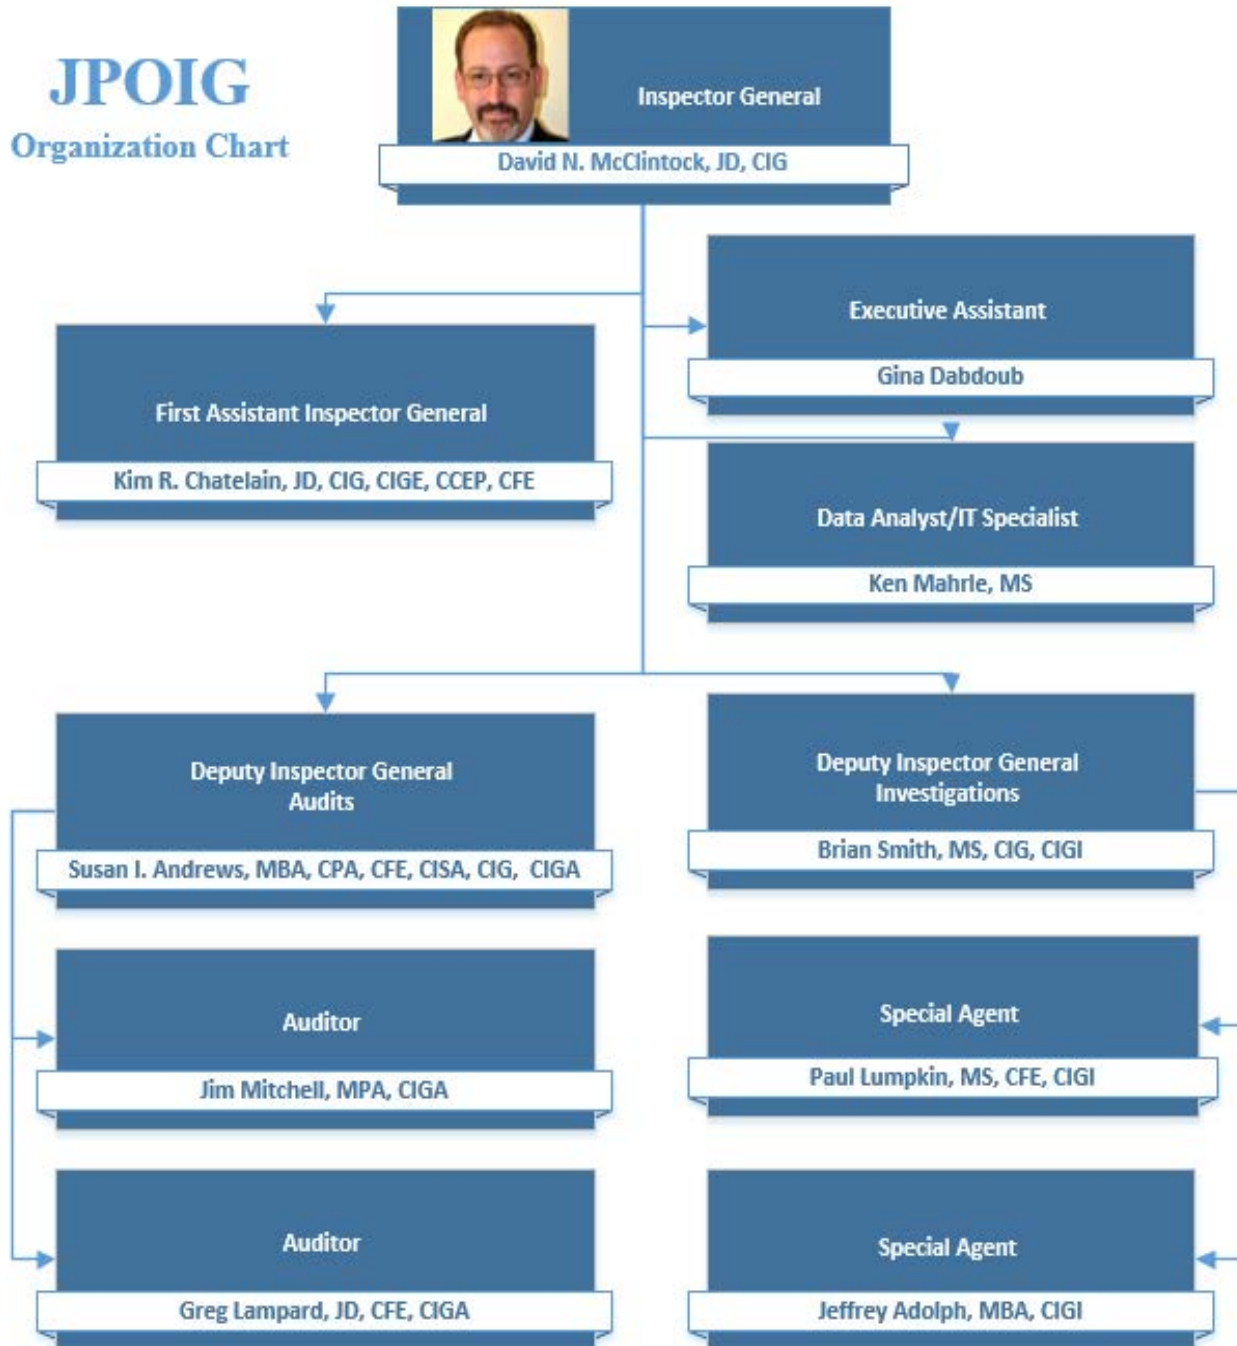 JPOIG
Organization Chart
Inspector General
David N. McClintock, JD, CIG
Executive Assistant
Gina Dabdoub
First Assistant Inspector General
Kim R. Chatelain, JD, CIG, CIGE, CCEP, CFE
Data Analyst/IT Specialist
Ken Mahrle, MS
Deputy Inspector General
Audits
Susan I. Andrews, MBA, CPA, CFE, CISA, CIG, CIGA
Deputy Inspector General
Investigations
Brian Smith, MS, CIG, CIGI
Auditor
Jim Mitchell, MPA, CIGA
Special Agent
Paul Lumpkin, MS, CFE, CIGI
Auditor
Greg Lampard, JD, CFE, CIGA
Special Agent
Jeffrey Adolph, MBA, CIGI